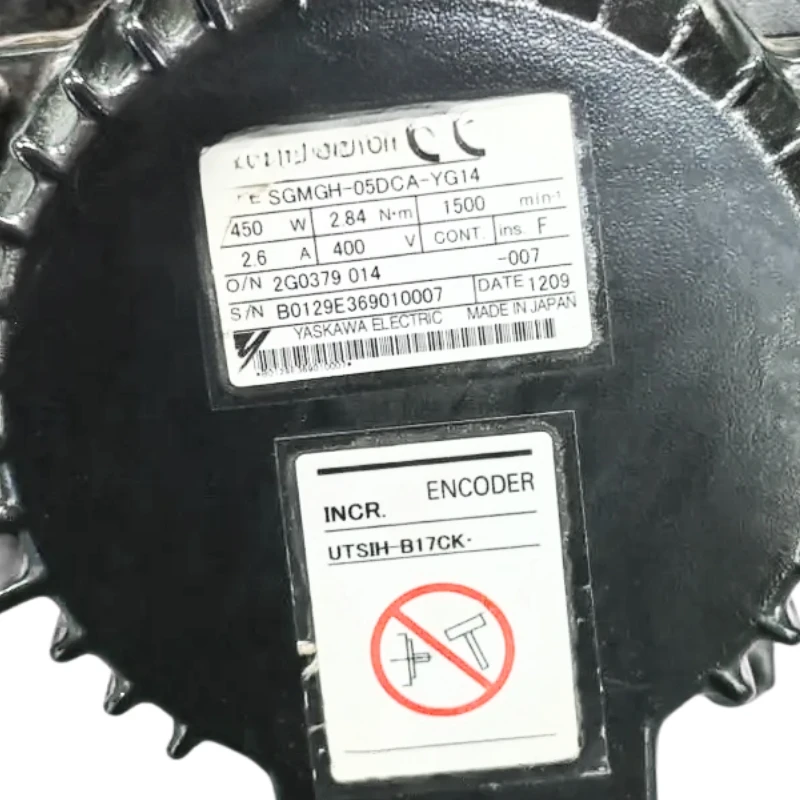 CE
SGMGH-05DCA-YG14
450 W 2.84 N·m 1500 min-¹
2.6 A 400 V CONT. ins. F
O/N 2G0379 014 -007
S/N B0129E369010007 DATE 1209
YASKAWA ELECTRIC MADE IN JAPAN
ENCODER
INCR.
UTSIH-B17CK-